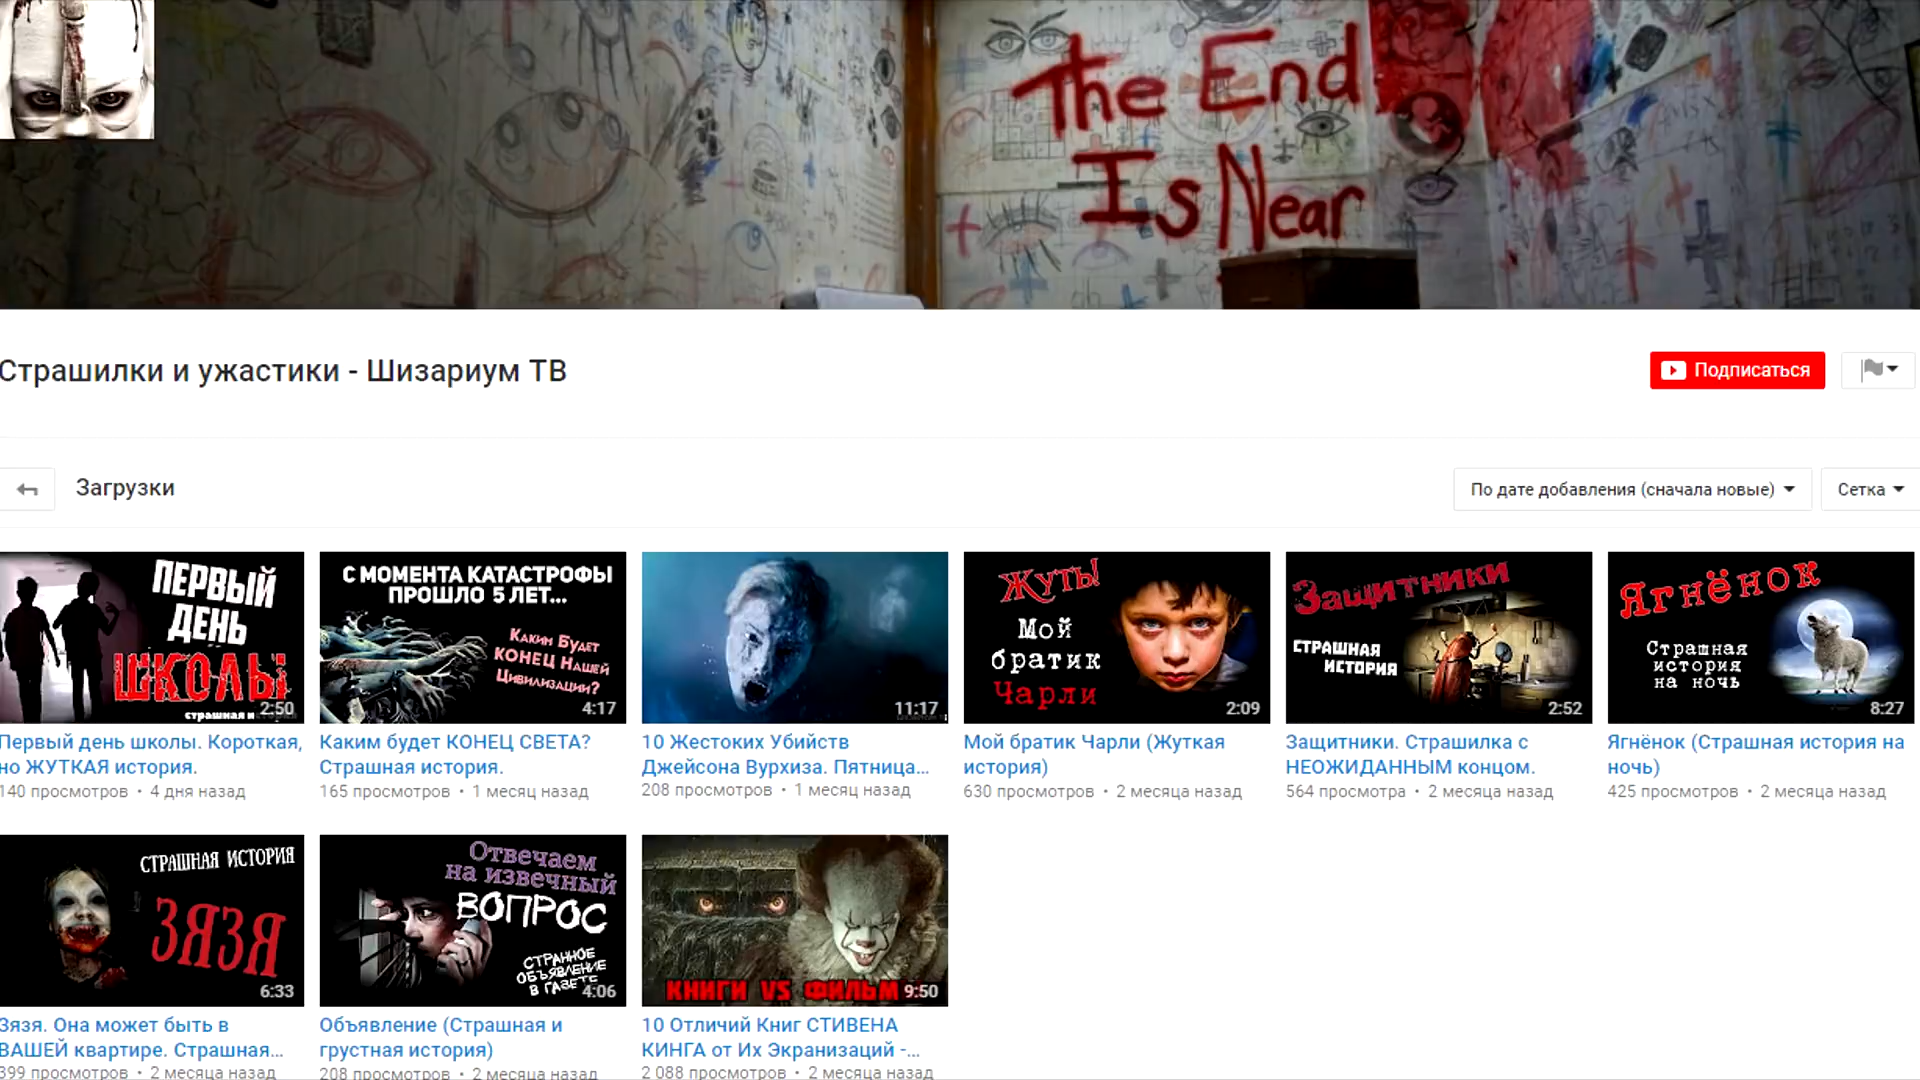 The End
Is Near
Страшилки и ужастики - Шизариум ТВ
Подписаться
Загрузки
По дате добавления (сначала новые)
Сетка
ПЕРВЫЙ
ДЕНЬ
ШКОЛЫ
страшная и
2:50
С МОМЕНТА КАТАСТРОФЫ
ПРОШЛО 5 ЛЕТ...
Каким Будет
КОНЕЦ Нашей
Цивилизации?
4:17
11:17
Жуть!
Мой
братик
Чарли
2:09
Защитники
СТРАШНАЯ
ИСТОРИЯ
2:52
Ягнёнок
Страшная
история
на ночь
8:27
Первый день школы. Короткая,
но ЖУТКАЯ история.
140 просмотров • 4 дня назад
Каким будет КОНЕЦ СВЕТА?
Страшная история.
165 просмотров • 1 месяц назад
10 Жестоких Убийств
Джейсона Вурхиза. Пятница...
208 просмотров • 1 месяц назад
Мой братик Чарли (Жуткая
история)
630 просмотров • 2 месяца назад
Защитники. Страшилка с
НЕОЖИДАННЫМ концом.
564 просмотра • 2 месяца назад
Ягнёнок (Страшная история на
ночь)
425 просмотров • 2 месяца назад
СТРАШНАЯ ИСТОРИЯ
ЗЯЗЯ
6:33
Отвечаем
на извечный
ВОПРОС
СТРАННОЕ
ОБЪЯВЛЕНИЕ
В ГАЗЕТЕ
4:06
КНИГИ VS ФИЛЬМ
9:50
Зязя. Она может быть в
ВАШЕЙ квартире. Страшная...
399 просмотров • 2 месяца назад
Объявление (Страшная и
грустная история)
208 просмотров • 2 месяца назад
10 Отличий Книг СТИВЕНА
КИНГА от Их Экранизаций -...
2 088 просмотров • 2 месяца назад